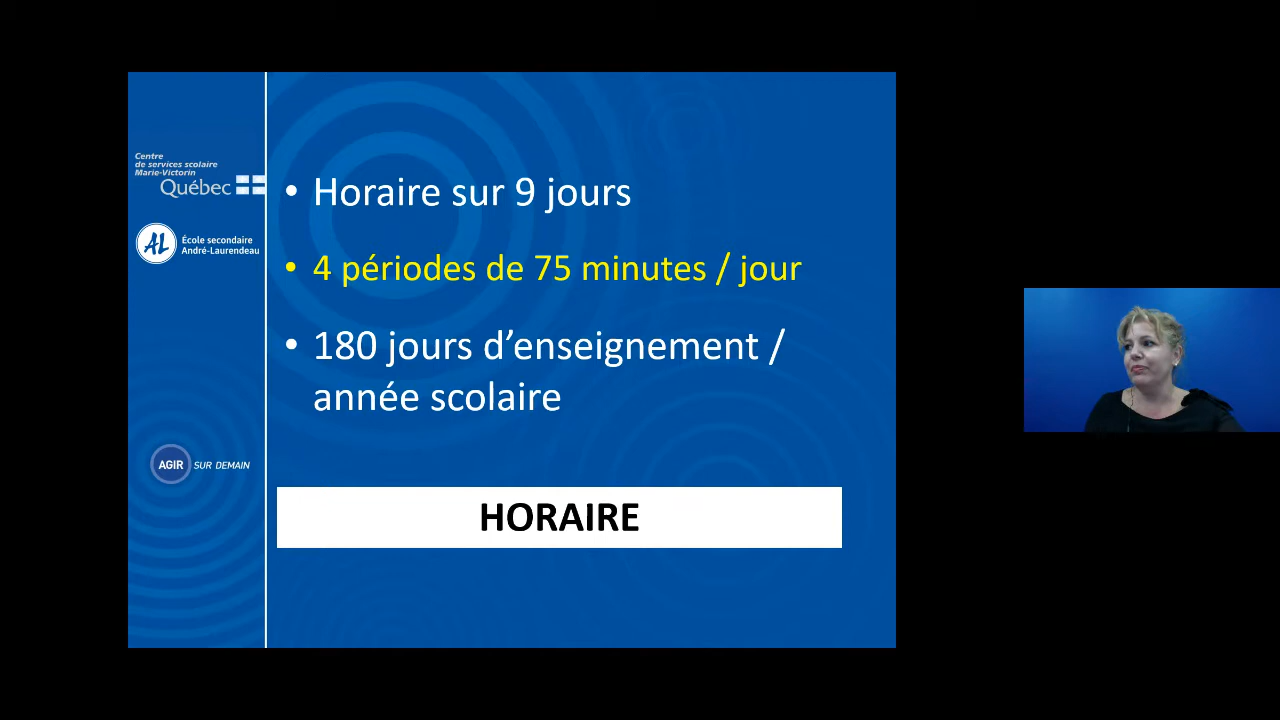 Centre
de services scolaire
Marie-Victorin
Québec
AL
École secondaire
André-Laurendeau
• Horaire sur 9 jours
• 4 périodes de 75 minutes / jour
• 180 jours d’enseignement /
année scolaire
AGIR SUR DEMAIN
HORAIRE